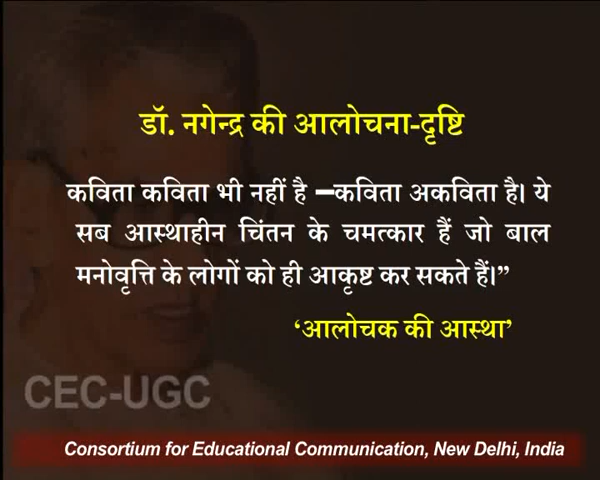 डॉ. नगेन्द्र की आलोचना-दृष्टि
कविता कविता भी नहीं है –कविता अकविता है। ये
सब आस्थाहीन चिंतन के चमत्कार हैं जो बाल
मनोवृत्ति के लोगों को ही आकृष्ट कर सकते हैं।”
‘आलोचक की आस्था’
CEC-UGC
Consortium for Educational Communication, New Delhi, India